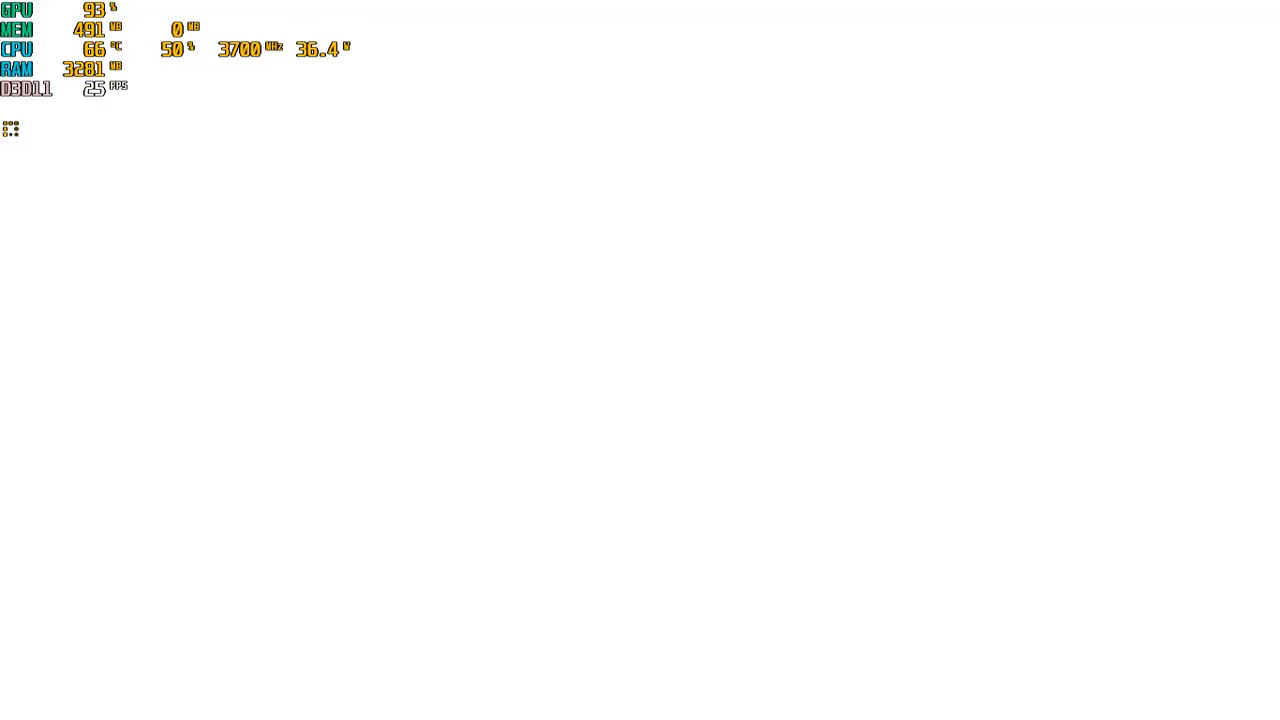 GPU 93 %
MEM 491 MB 0 MB
CPU 66 °C 50 % 3700 MHz 36.4 W
RAM 3281 MB
D3D11 25 FPS